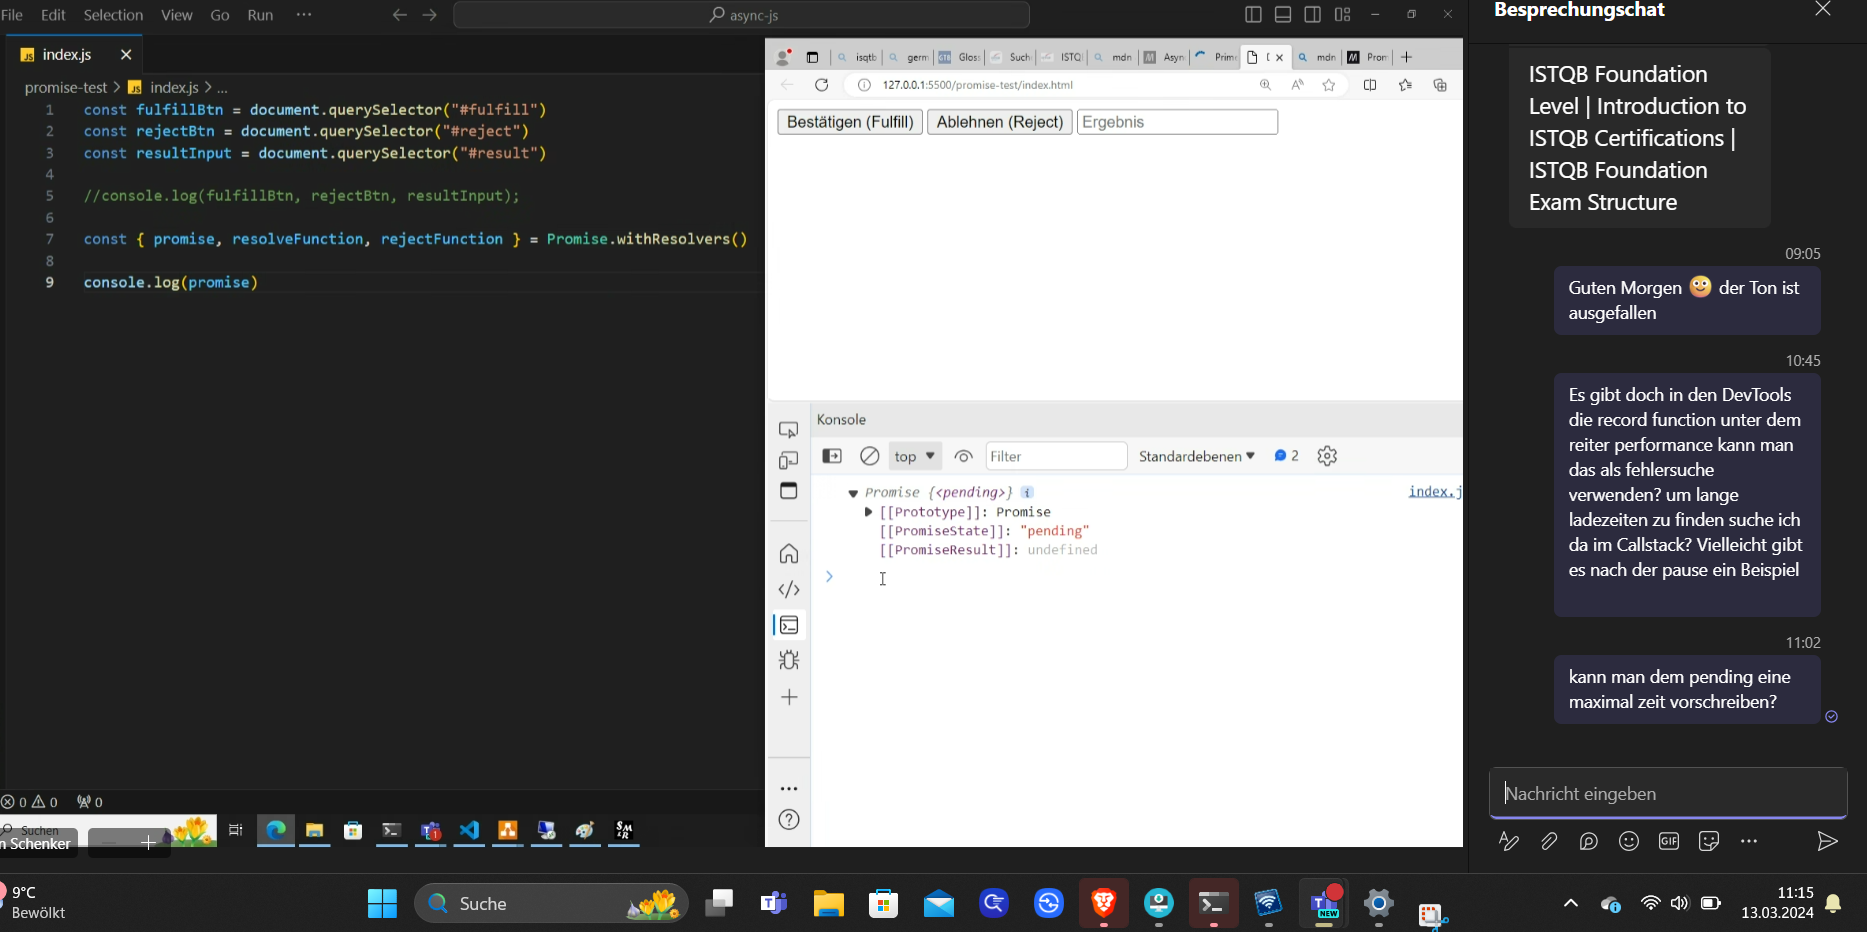 File Edit Selection View Go Run ···
async-js
index.js
promise-test > index.js > ...
1 const fulfillBtn = document.querySelector("#fulfill")
2 const rejectBtn = document.querySelector("#reject")
3 const resultInput = document.querySelector("#result")
4
5 //console.log(fulfillBtn, rejectBtn, resultInput);
6
7 const { promise, resolveFunction, rejectFunction } = Promise.withResolvers()
8
9 console.log(promise)
0 0 0
Suchen
n Schenker
isqtb germ Glos Such ISTQ mdn Asyn Prim mdn Pron
127.0.0.1:5500/promise-test/index.html
Bestätigen (Fulfill) Ablehnen (Reject) Ergebnis
Konsole
top Filter Standardebenen 2
Promise {<pending>} i index.j
[[Prototype]]: Promise
[[PromiseState]]: "pending"
[[PromiseResult]]: undefined
Besprechungschat
ISTQB Foundation
Level | Introduction to
ISTQB Certifications |
ISTQB Foundation
Exam Structure
09:05
Guten Morgen 🙂 der Ton ist
ausgefallen
10:45
Es gibt doch in den DevTools
die record function unter dem
reiter performance kann man
das als fehlersuche
verwenden? um lange
ladezeiten zu finden suche ich
da im Callstack? Vielleicht gibt
es nach der pause ein Beispiel
11:02
kann man dem pending eine
maximal zeit vorschreiben?
Nachricht eingeben
GIF
9°C
Bewölkt
Suche
NEW
11:15
13.03.2024